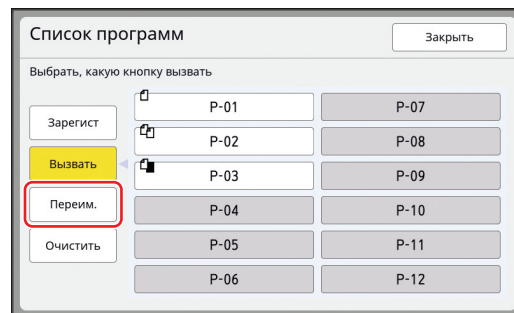 Список программ
Закрыть
Выбрать, какую кнопку вызвать
Зарегист
Вызвать
Переим.
Очистить
P-01
P-02
P-03
P-04
P-05
P-06
P-07
P-08
P-09
P-10
P-11
P-12